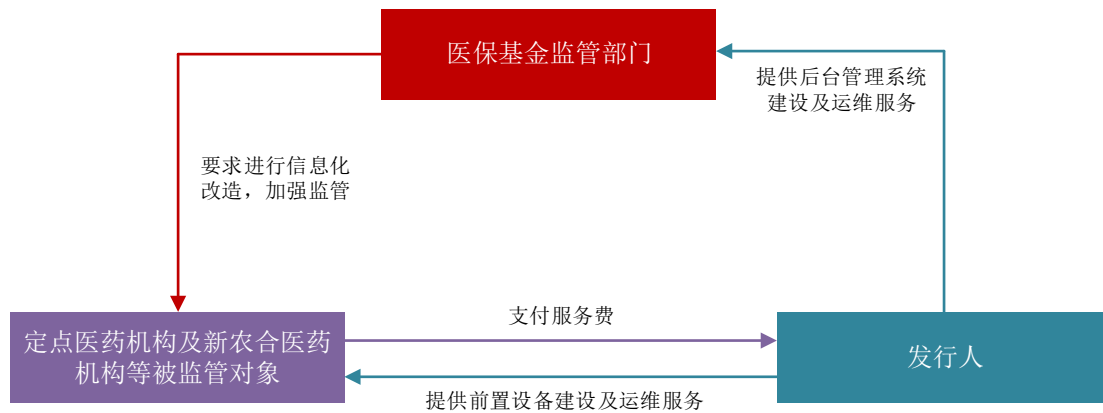 医保基金监管部门
提供后台管理系统
建设及运维服务
要求进行信息化
改造，加强监管
定点医药机构及新农合医药
机构等被监管对象
支付服务费
发行人
提供前置设备建设及运维服务